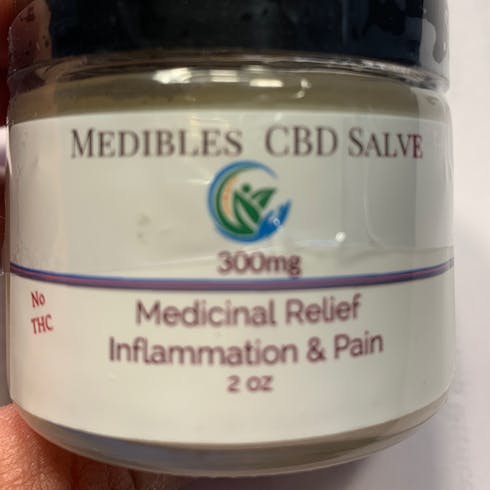 MEDIBLES CBD SALVE
300mg
No
THC
Medicinal Relief
Inflammation & Pain
2 oz